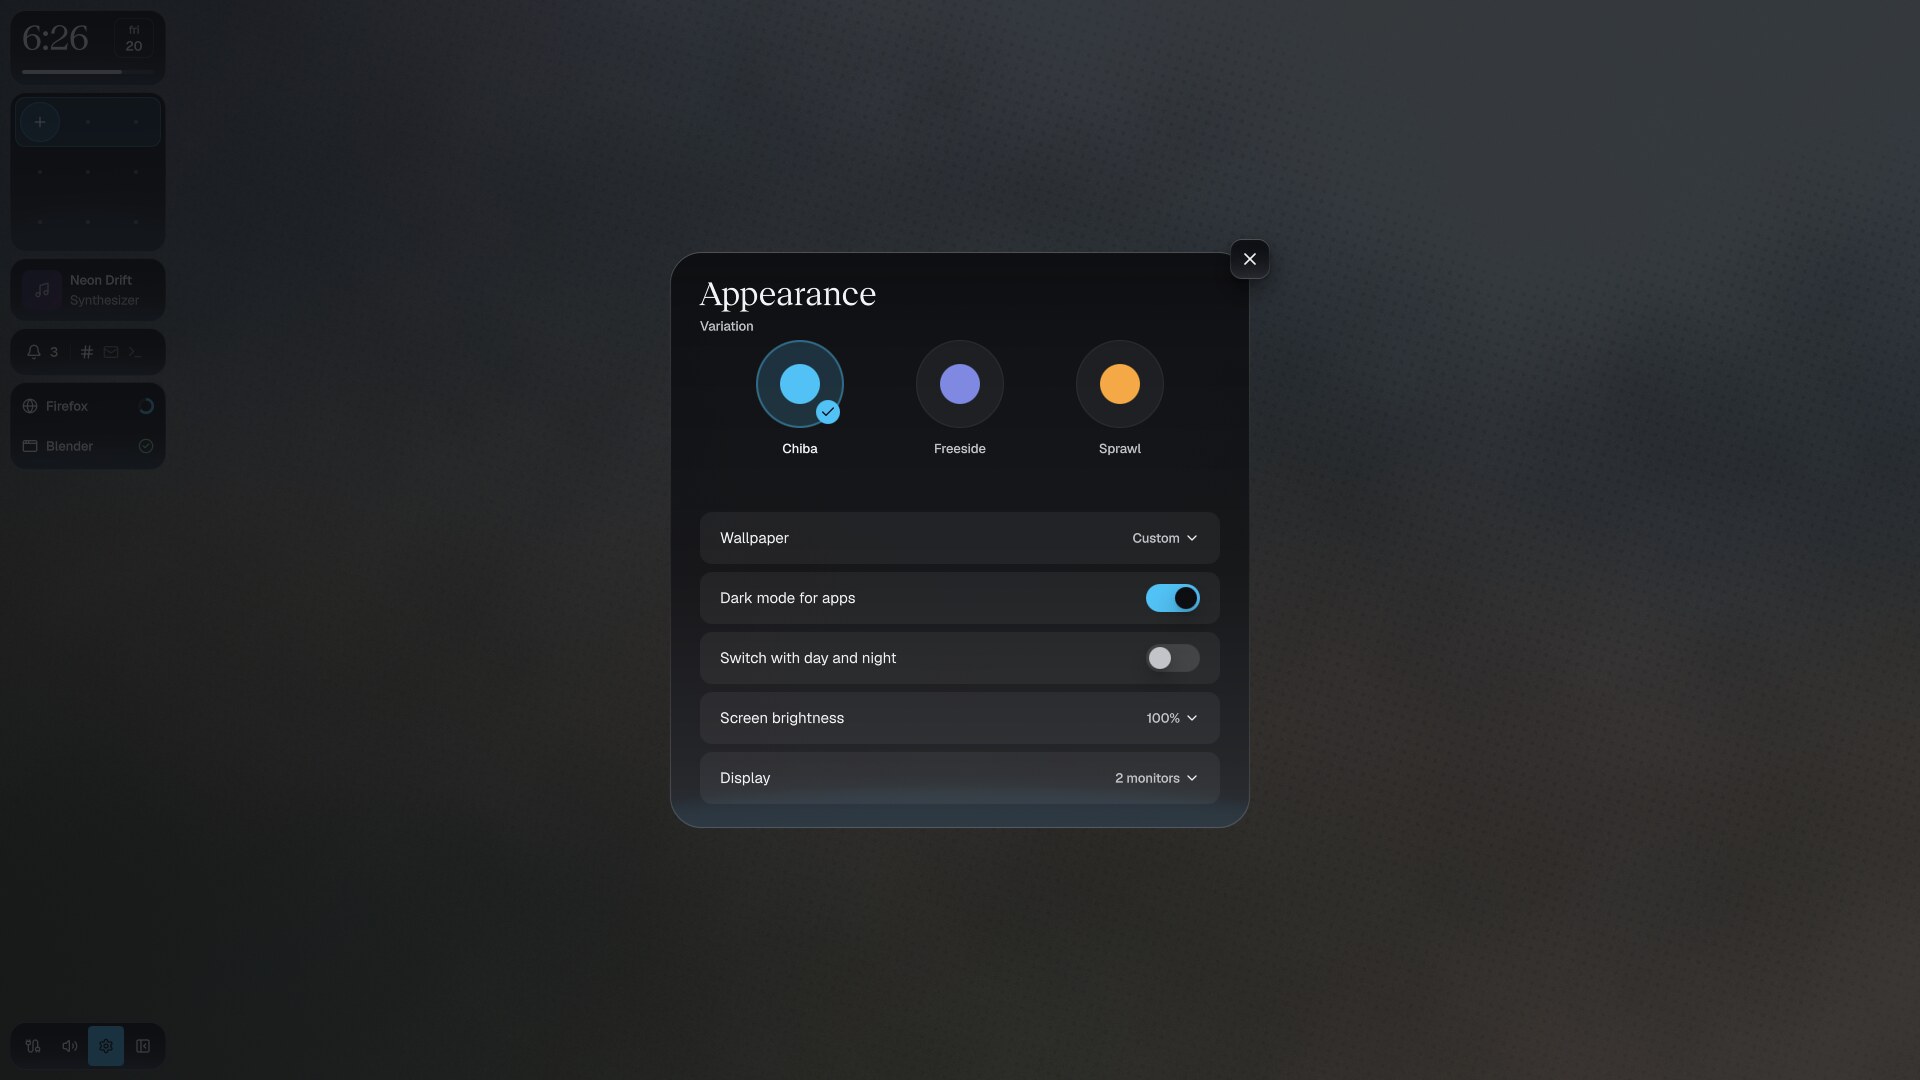 6:26
fri
20
Neon Drift
Synthesizer
3
Firefox
Blender
Appearance
Variation
Chiba
Freeside
Sprawl
Wallpaper
Custom
Dark mode for apps
Switch with day and night
Screen brightness
100%
Display
2 monitors